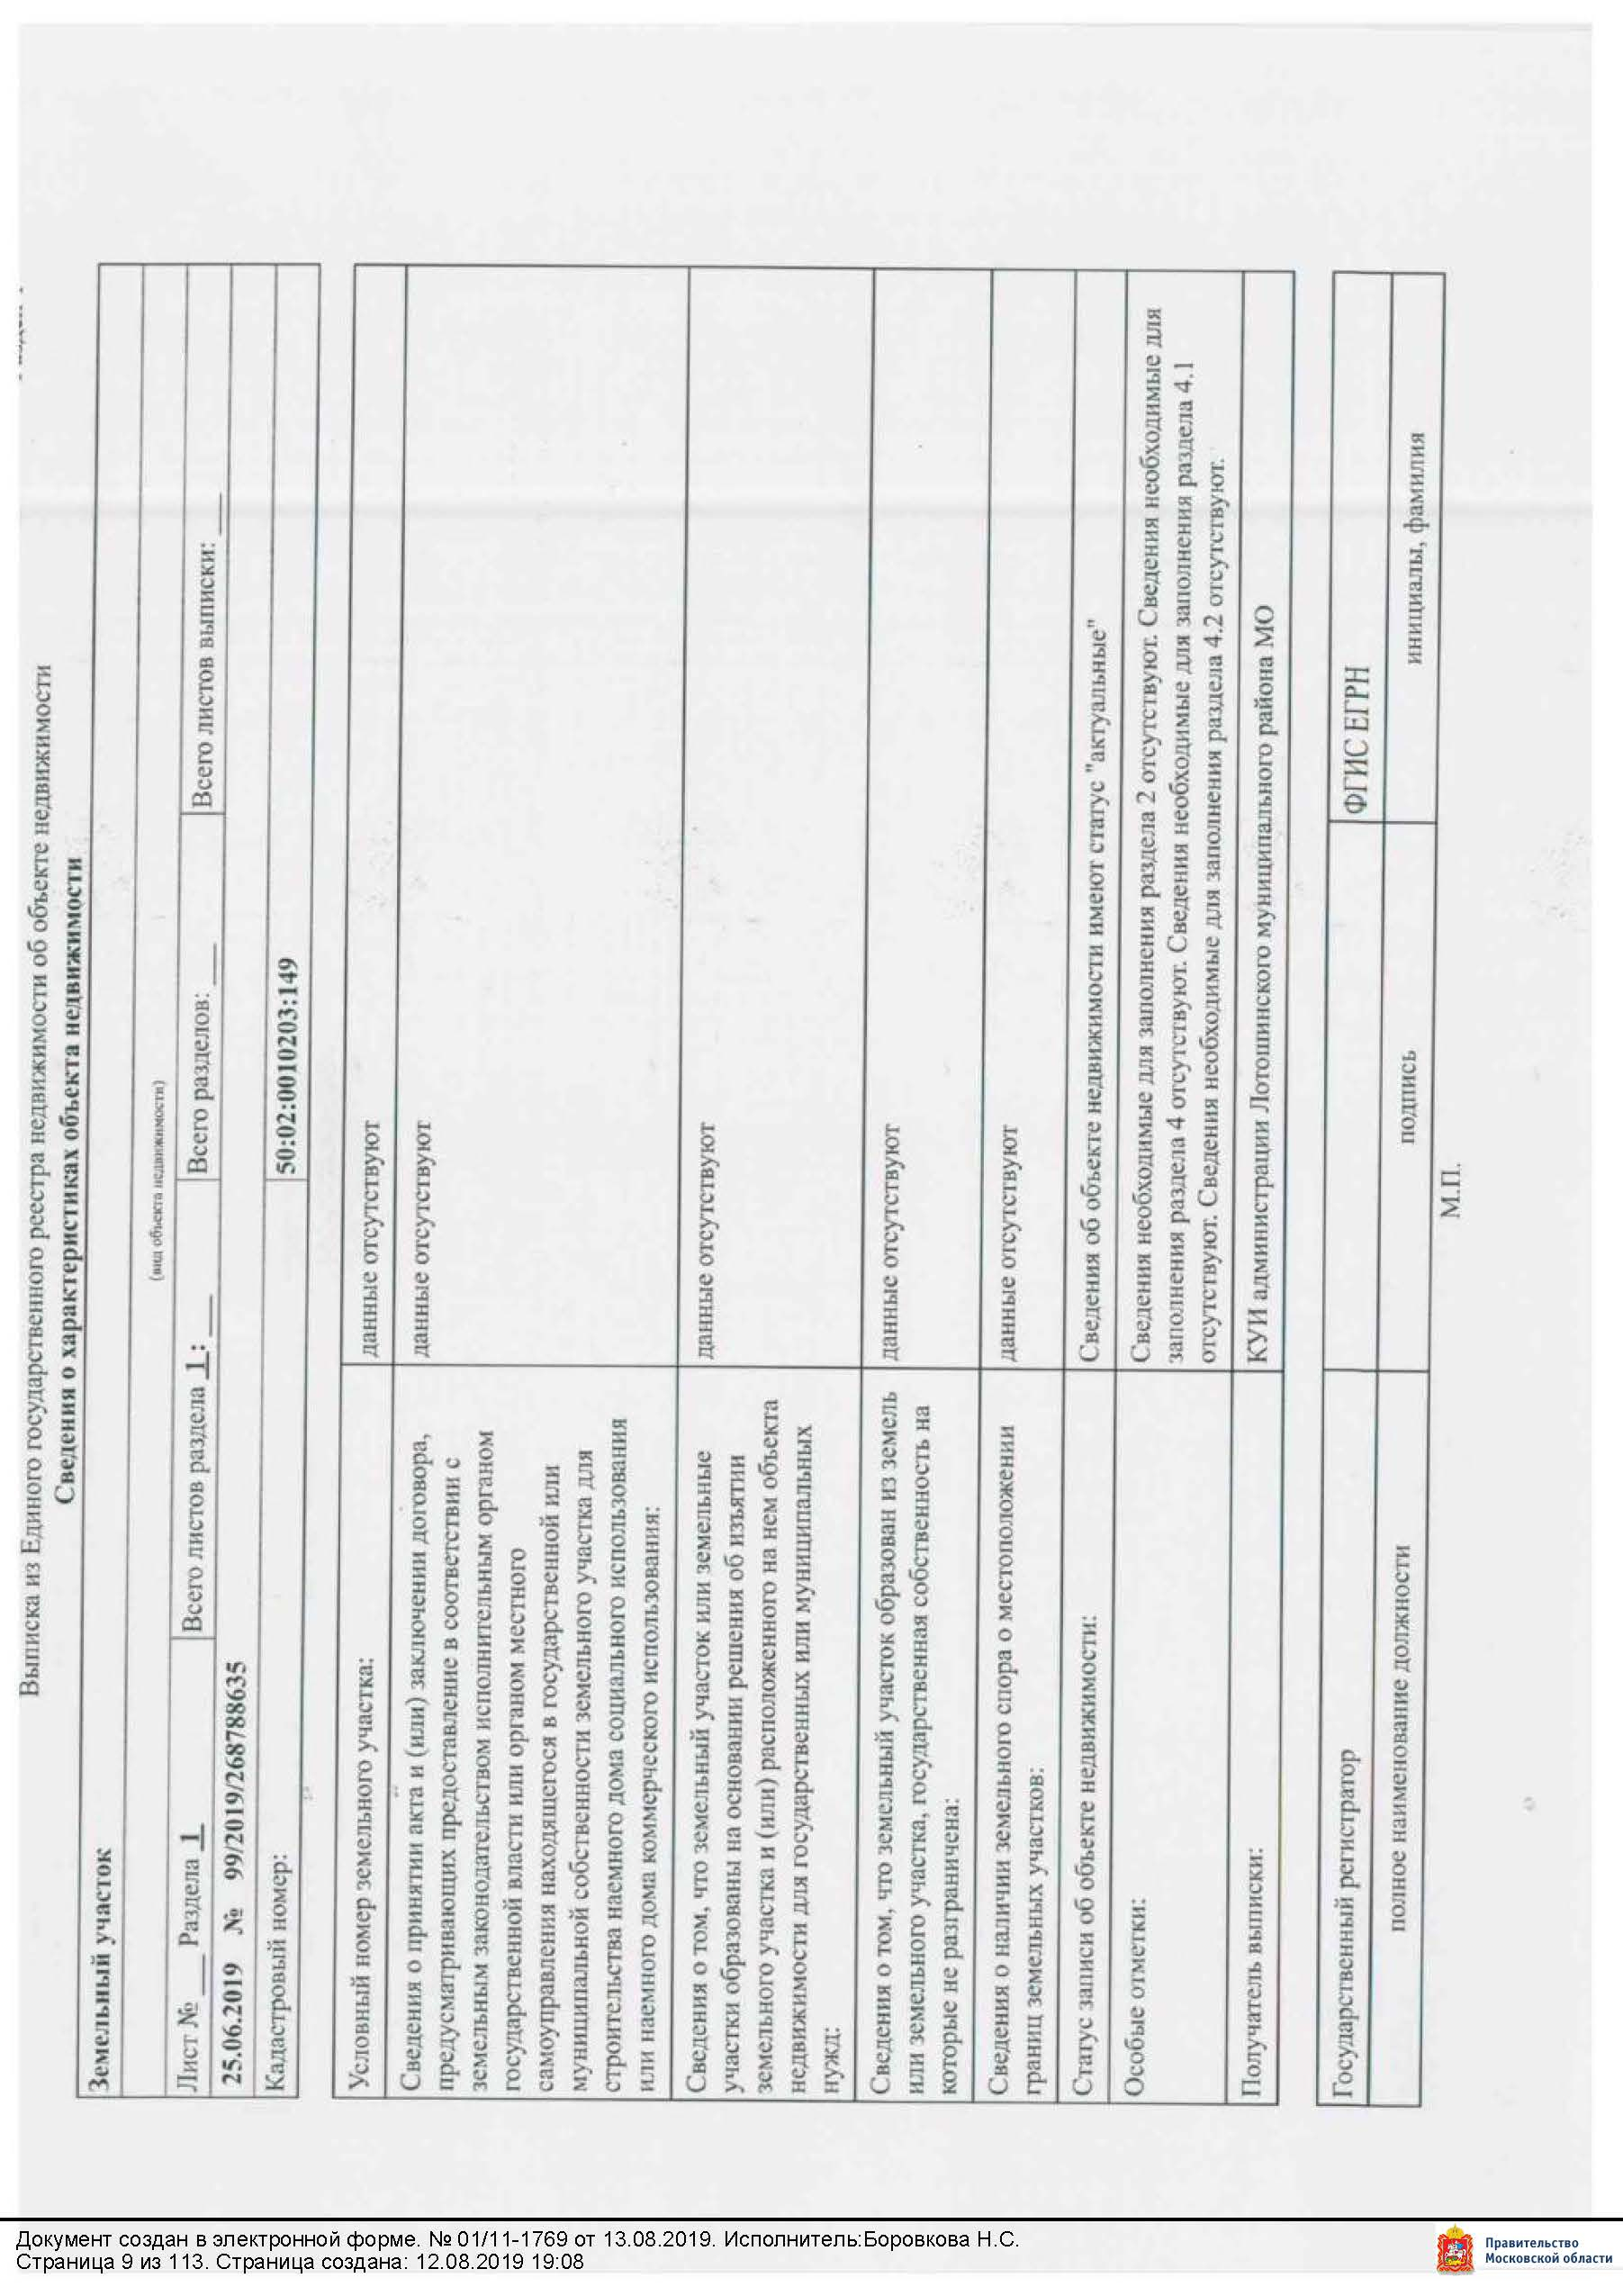 Выписка из Единого государственного реестра недвижимости об объекте недвижимости
Сведения о характеристиках объекта недвижимости
Земельный участок
(вид объекта недвижимости)
Лист № ___ Раздела 1
Всего листов раздела 1 : ___
Всего разделов: ___
Всего листов выписки: ___
25.06.2019 № 99/2019/268788635
Кадастровый номер:
50:02:0010203:149
Условный номер земельного участка:
данные отсутствуют
Сведения о принятии акта и (или) заключении договора,
предусматривающих предоставление в соответствии с
земельным законодательством исполнительным органом
государственной власти или органом местного
самоуправления находящегося в государственной или
муниципальной собственности земельного участка для
строительства наемного дома социального использования
или наемного дома коммерческого использования:
данные отсутствуют
Сведения о том, что земельный участок или земельные
участки образованы на основании решения об изъятии
земельного участка и (или) расположенного на нем объекта
недвижимости для государственных или муниципальных
нужд:
данные отсутствуют
Сведения о том, что земельный участок образован из земель
или земельного участка, государственная собственность на
которые не разграничена:
данные отсутствуют
Сведения о наличии земельного спора о местоположении
границ земельных участков:
данные отсутствуют
Статус записи об объекте недвижимости:
Сведения об объекте недвижимости имеют статус "актуальные"
Особые отметки:
Сведения необходимые для заполнения раздела 2 отсутствуют. Сведения необходимые для
заполнения раздела 4 отсутствуют. Сведения необходимые для заполнения раздела 4.1
отсутствуют. Сведения необходимые для заполнения раздела 4.2 отсутствуют.
Получатель выписки:
КУИ администрации Лотошинского муниципального района МО
Государственный регистратор
ФГИС ЕГРН
полное наименование должности
подпись
инициалы, фамилия
М.П.
Документ создан в электронной форме. № 01/11-1769 от 13.08.2019. Исполнитель:Боровкова Н.С.
Страница 9 из 113. Страница создана: 12.08.2019 19:08
Правительство
Московской области